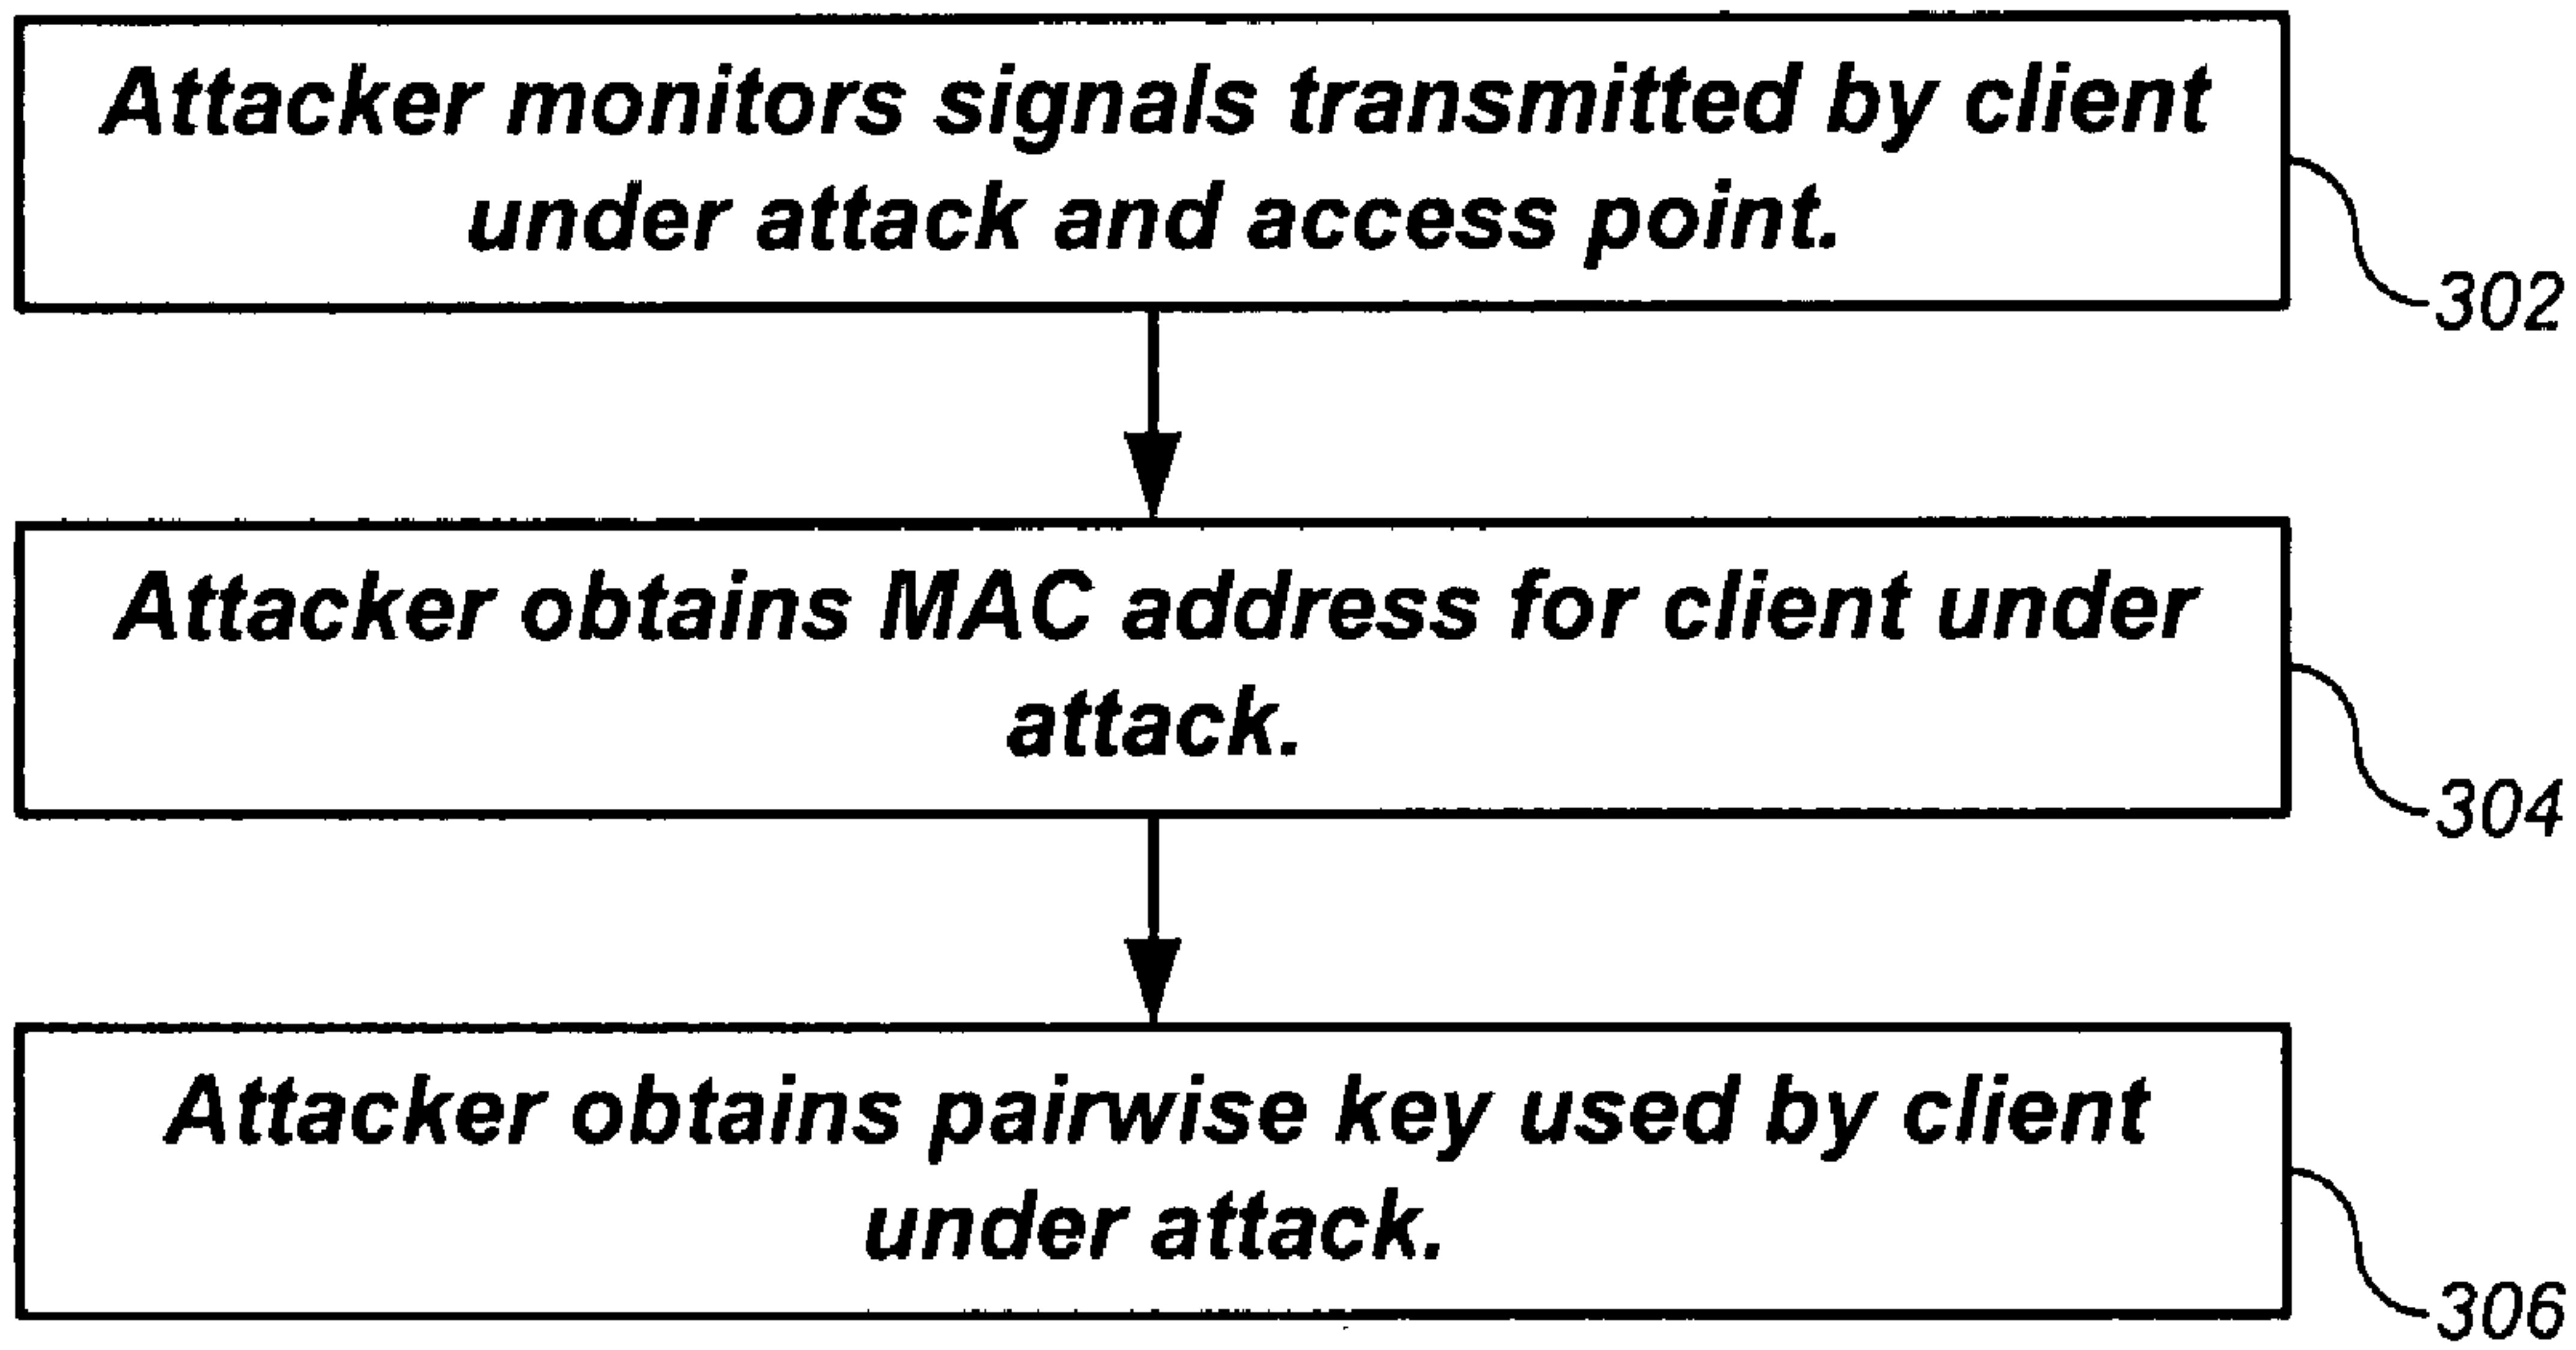 Attacker monitors signals transmitted by client
under attack and access point.
302
Attacker obtains MAC address for client under
attack.
304
Attacker obtains pairwise key used by client
under attack.
306